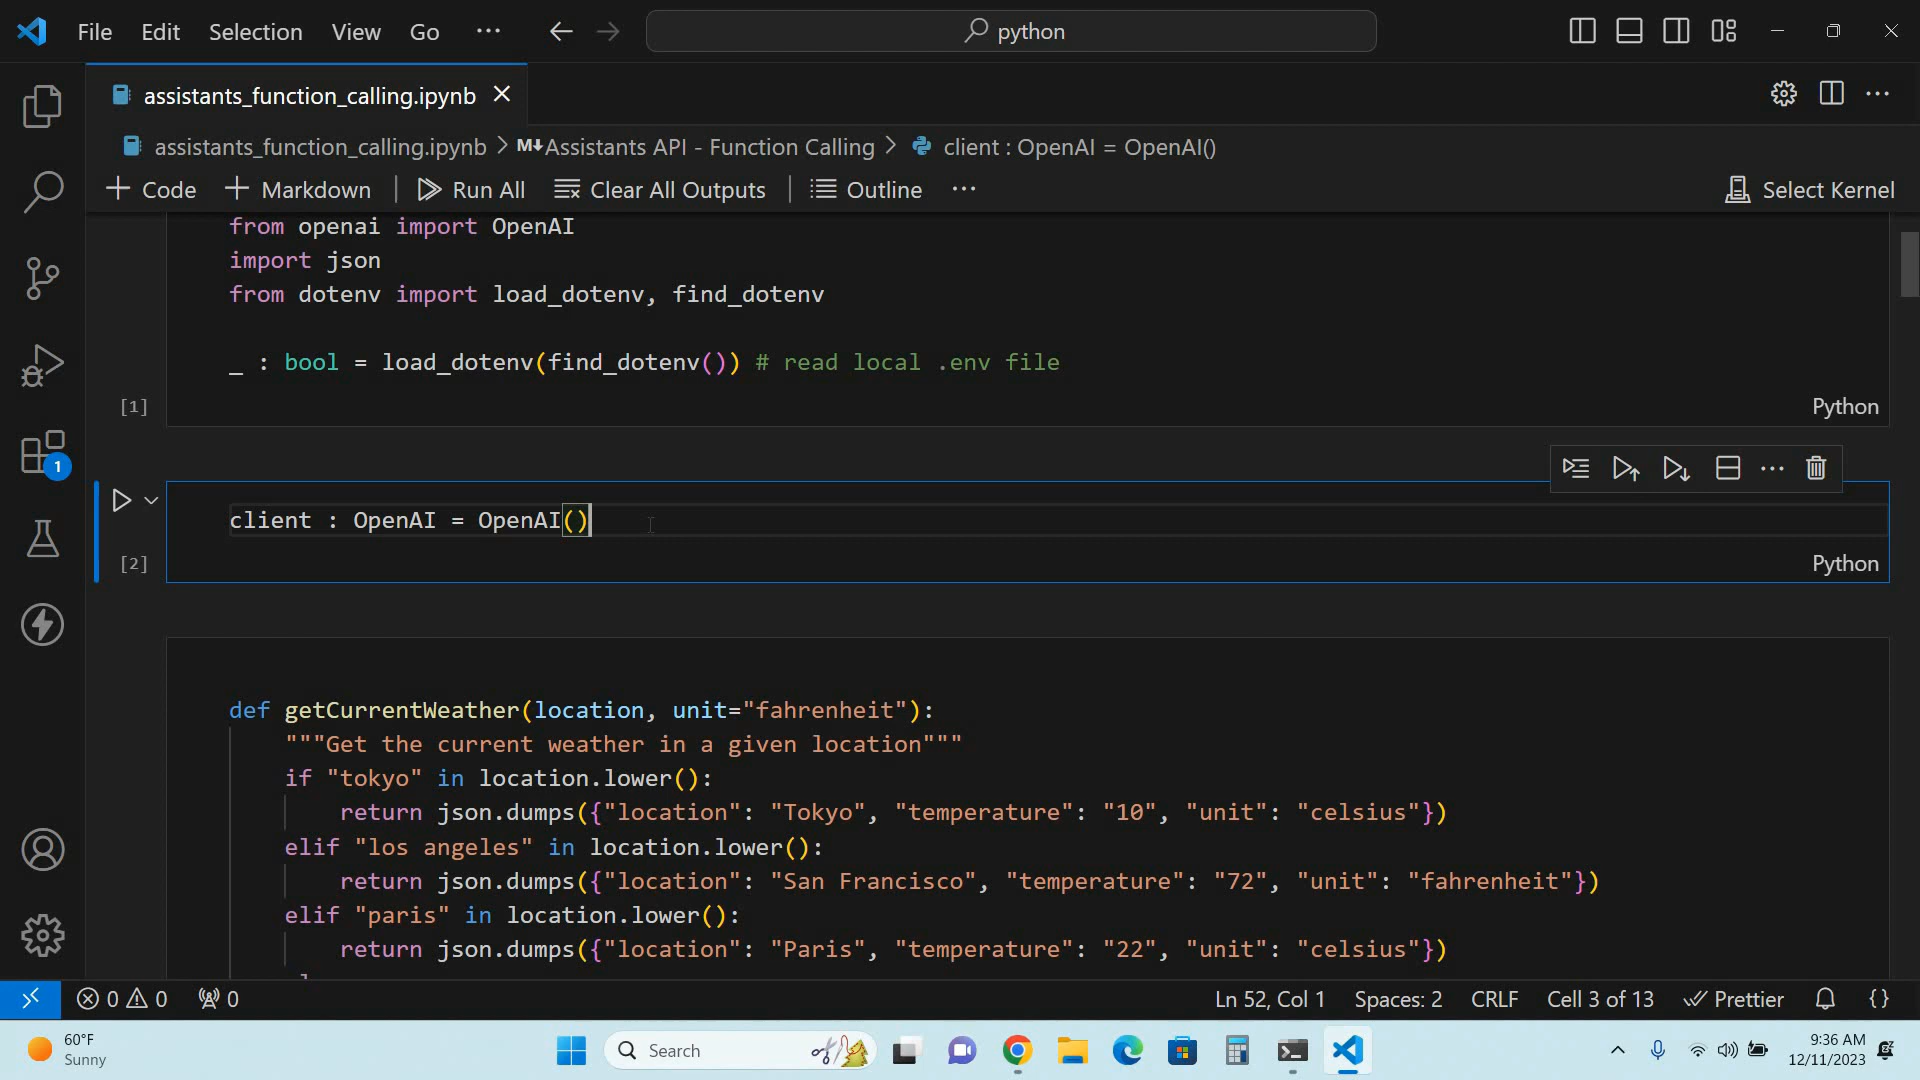 File Edit Selection View Go ··· python
assistants_function_calling.ipynb
assistants_function_calling.ipynb > M↓Assistants API - Function Calling > client : OpenAI = OpenAI()
+ Code + Markdown | Run All Clear All Outputs | Outline ··· Select Kernel
from openai import OpenAI
import json
from dotenv import load_dotenv, find_dotenv
_ : bool = load_dotenv(find_dotenv()) # read local .env file
[1] Python
client : OpenAI = OpenAI()
[2] Python
1
def getCurrentWeather(location, unit="fahrenheit"):
"""Get the current weather in a given location"""
if "tokyo" in location.lower():
return json.dumps({"location": "Tokyo", "temperature": "10", "unit": "celsius"})
elif "los angeles" in location.lower():
return json.dumps({"location": "San Francisco", "temperature": "72", "unit": "fahrenheit"})
elif "paris" in location.lower():
return json.dumps({"location": "Paris", "temperature": "22", "unit": "celsius"})
0 0 0 Ln 52, Col 1 Spaces: 2 CRLF Cell 3 of 13 Prettier {}
60°F
Sunny
Search
9:36 AM
12/11/2023